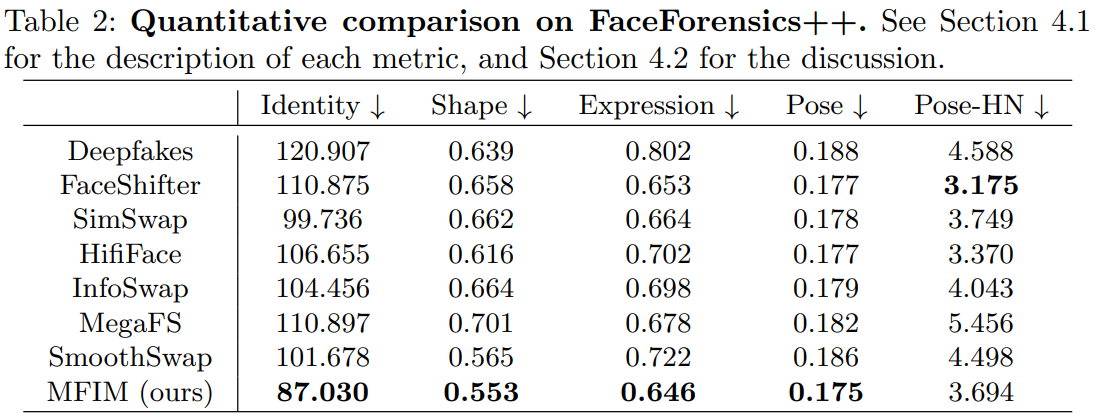 Table 2: Quantitative comparison on FaceForensics++. See Section 4.1
for the description of each metric, and Section 4.2 for the discussion.
Identity ↓ Shape ↓ Expression ↓ Pose ↓ Pose-HN ↓
Deepfakes 120.907 0.639 0.802 0.188 4.588
FaceShifter 110.875 0.658 0.653 0.177 3.175
SimSwap 99.736 0.662 0.664 0.178 3.749
HifiFace 106.655 0.616 0.702 0.177 3.370
InfoSwap 104.456 0.664 0.698 0.179 4.043
MegaFS 110.897 0.701 0.678 0.182 5.456
SmoothSwap 101.678 0.565 0.722 0.186 4.498
MFIM (ours) 87.030 0.553 0.646 0.175 3.694